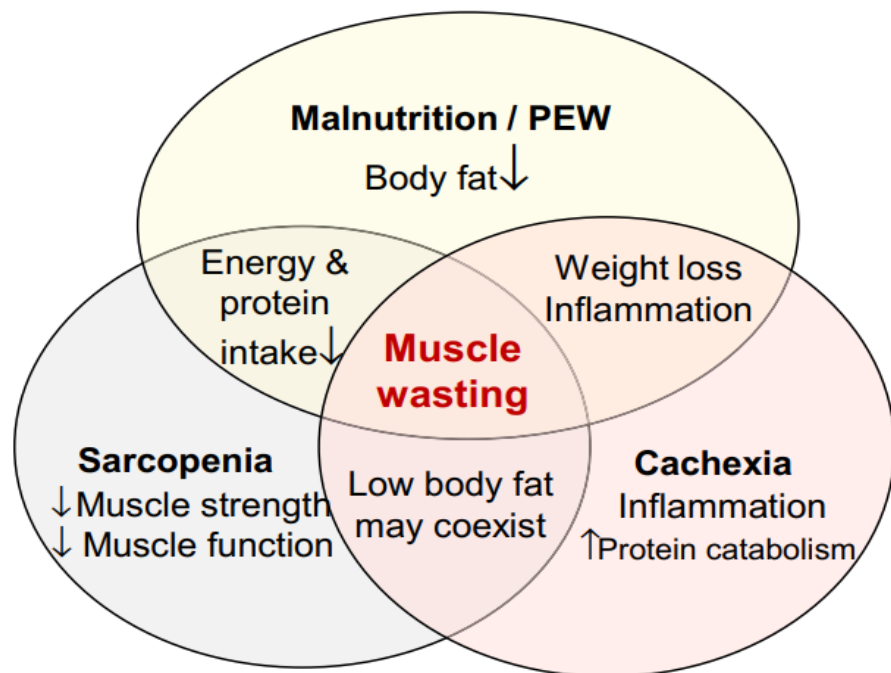 Malnutrition / PEW
Body fat↓
Energy &
protein
intake↓
Weight loss
Inflammation
Muscle
wasting
Sarcopenia
↓Muscle strength
↓ Muscle function
Low body fat
may coexist
Cachexia
Inflammation
↑Protein catabolism